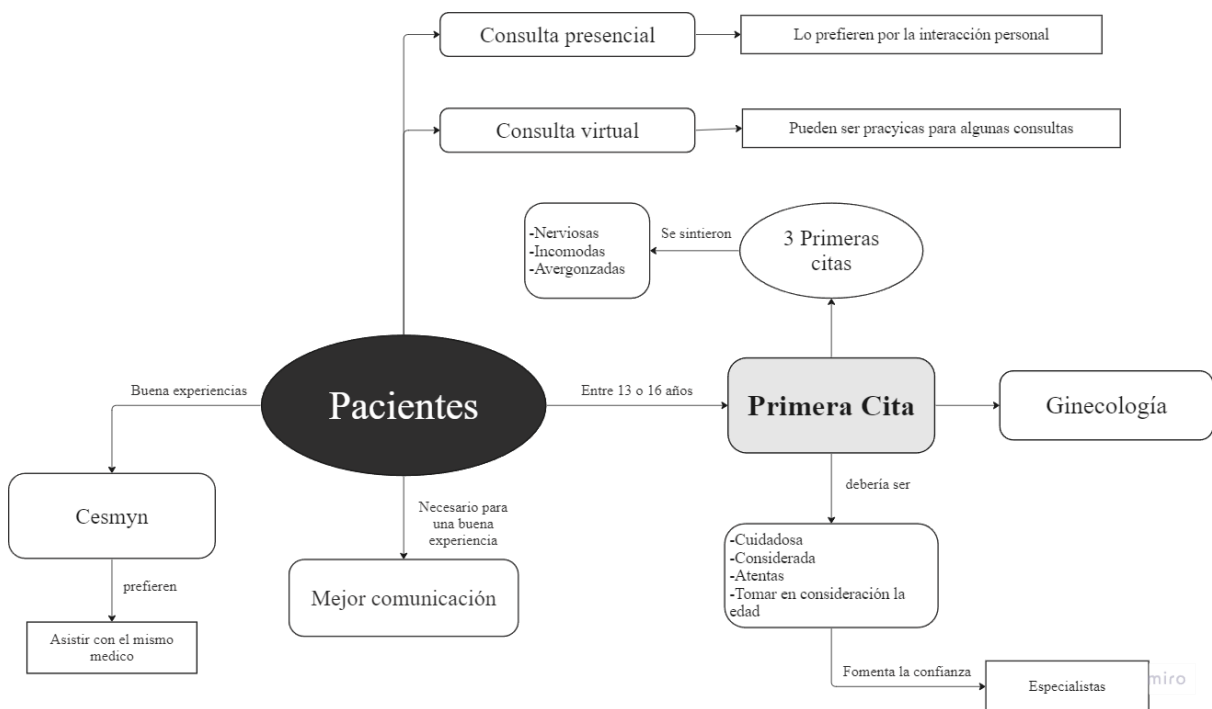 Consulta presencial
Lo prefieren por la interacción personal
Consulta virtual
Pueden ser pracyicas para algunas consultas
-Nerviosas
-Incomodas
-Avergonzadas
Se sintieron
3 Primeras
citas
Buena experiencias
Pacientes
Entre 13 o 16 años
Primera Cita
Ginecología
Cesmyn
Necesario para
una buena
experiencia
debería ser
Mejor comunicación
-Cuidadosa
-Considerada
-Atentas
-Tomar en consideración la
edad
prefieren
Asistir con el mismo
medico
Fomenta la confianza
Especialistas
miro